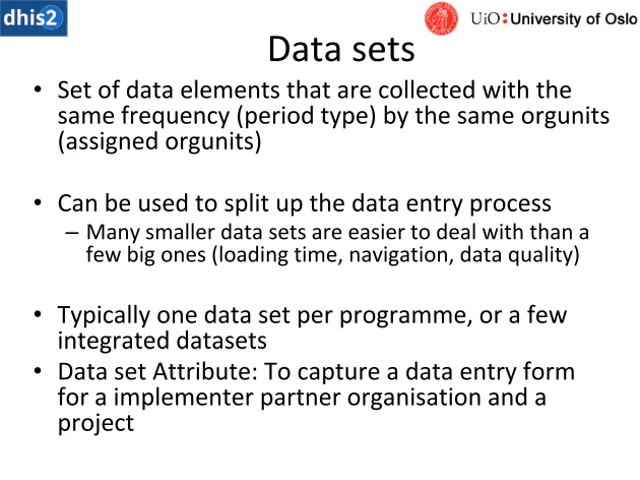 dhis2
UiO:University of Oslo
Data sets
• Set of data elements that are collected with the
same frequency (period type) by the same orgunits
(assigned orgunits)
• Can be used to split up the data entry process
– Many smaller data sets are easier to deal with than a
few big ones (loading time, navigation, data quality)
• Typically one data set per programme, or a few
integrated datasets
• Data set Attribute: To capture a data entry form
for a implementer partner organisation and a
project